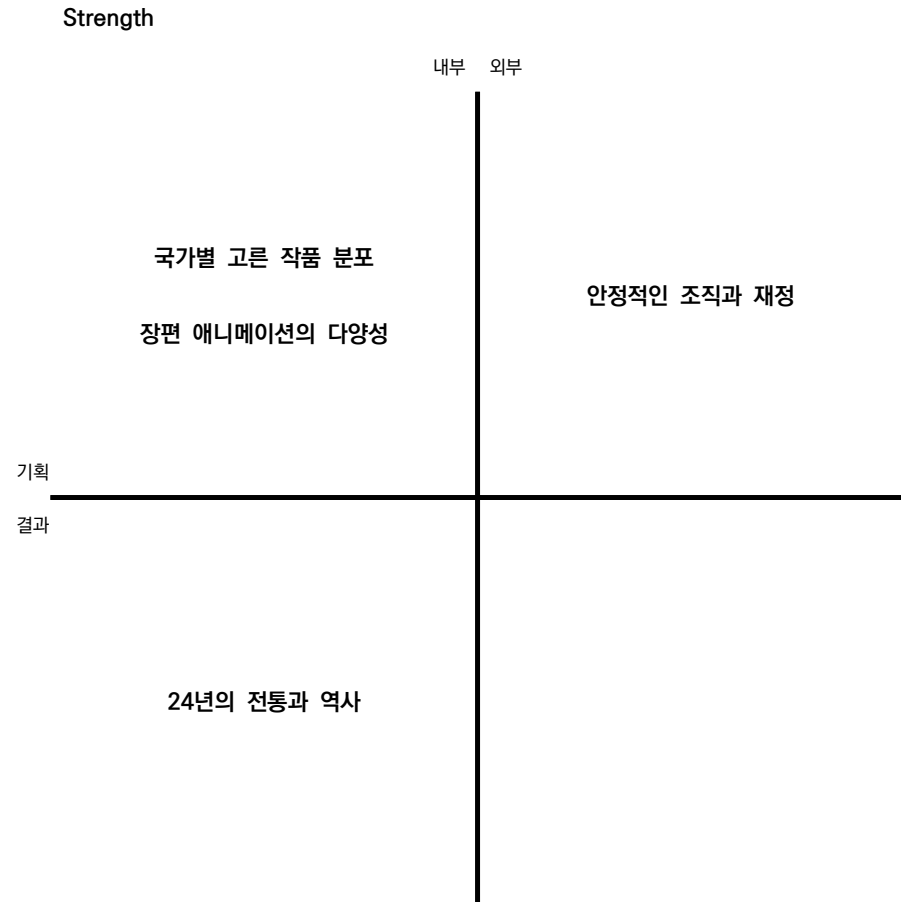 Strength
내부 외부
국가별 고른 작품 분포
안정적인 조직과 재정
장편 애니메이션의 다양성
기획
결과
24년의 전통과 역사